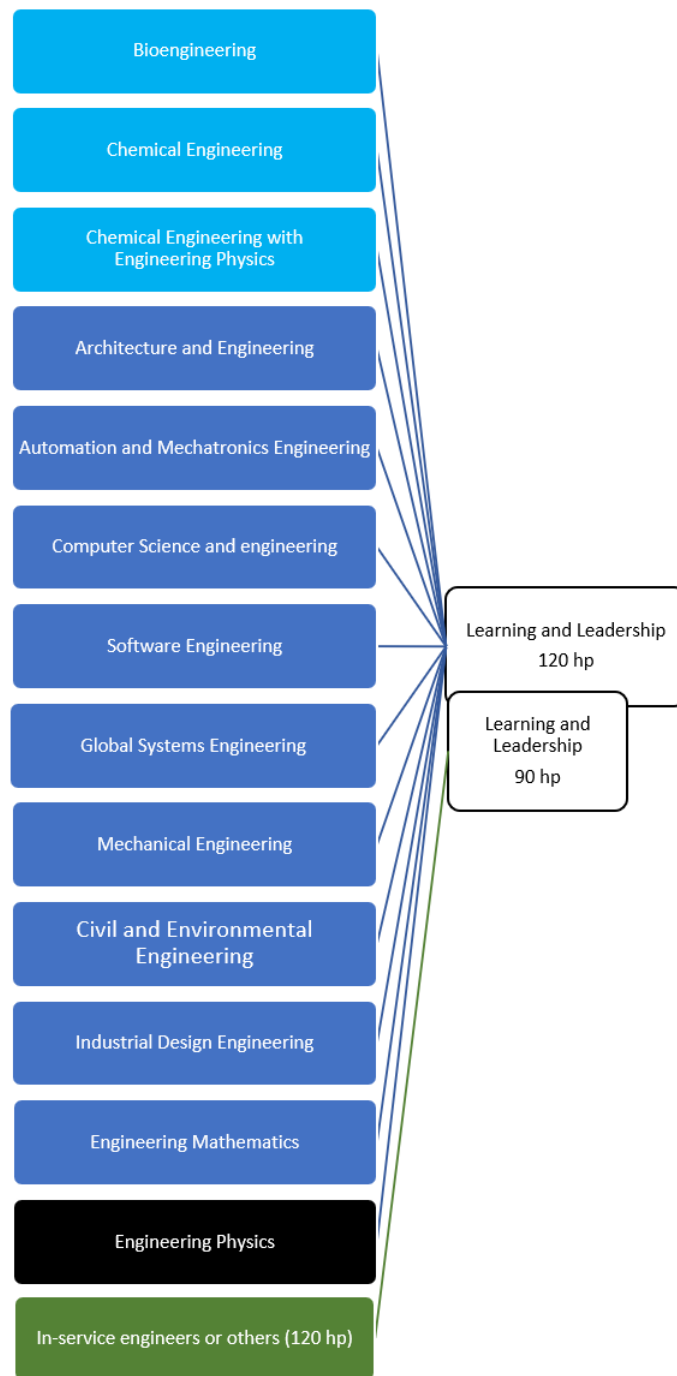 Bioengineering
Chemical Engineering
Chemical Engineering with
Engineering Physics
Architecture and Engineering
Automation and Mechatronics Engineering
Computer Science and engineering
Software Engineering
Global Systems Engineering
Mechanical Engineering
Civil and Environmental
Engineering
Industrial Design Engineering
Engineering Mathematics
Engineering Physics
In-service engineers or others (120 hp)
Learning and Leadership
120 hp
Learning and
Leadership
90 hp